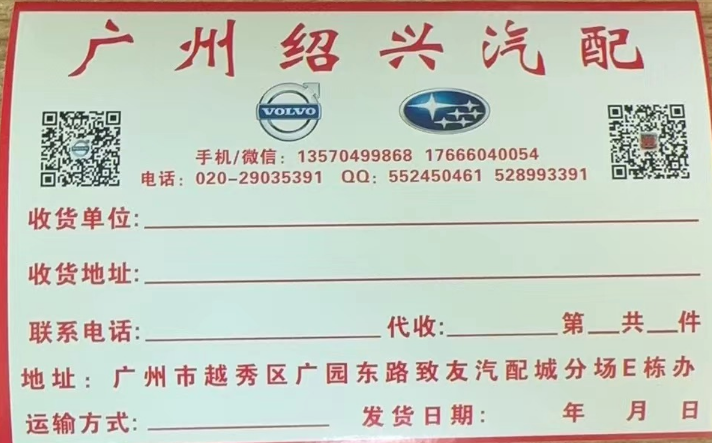 广州绍兴汽配
VOLVO
手机/微信：13570499868 17666040054
电话：020-29035391 QQ：552450461 528993391
收货单位：
收货地址：
联系电话： 代收： 第 共 件
地址：广州市越秀区广园东路致友汽配城分场E栋办
运输方式： 发货日期： 年 月 日